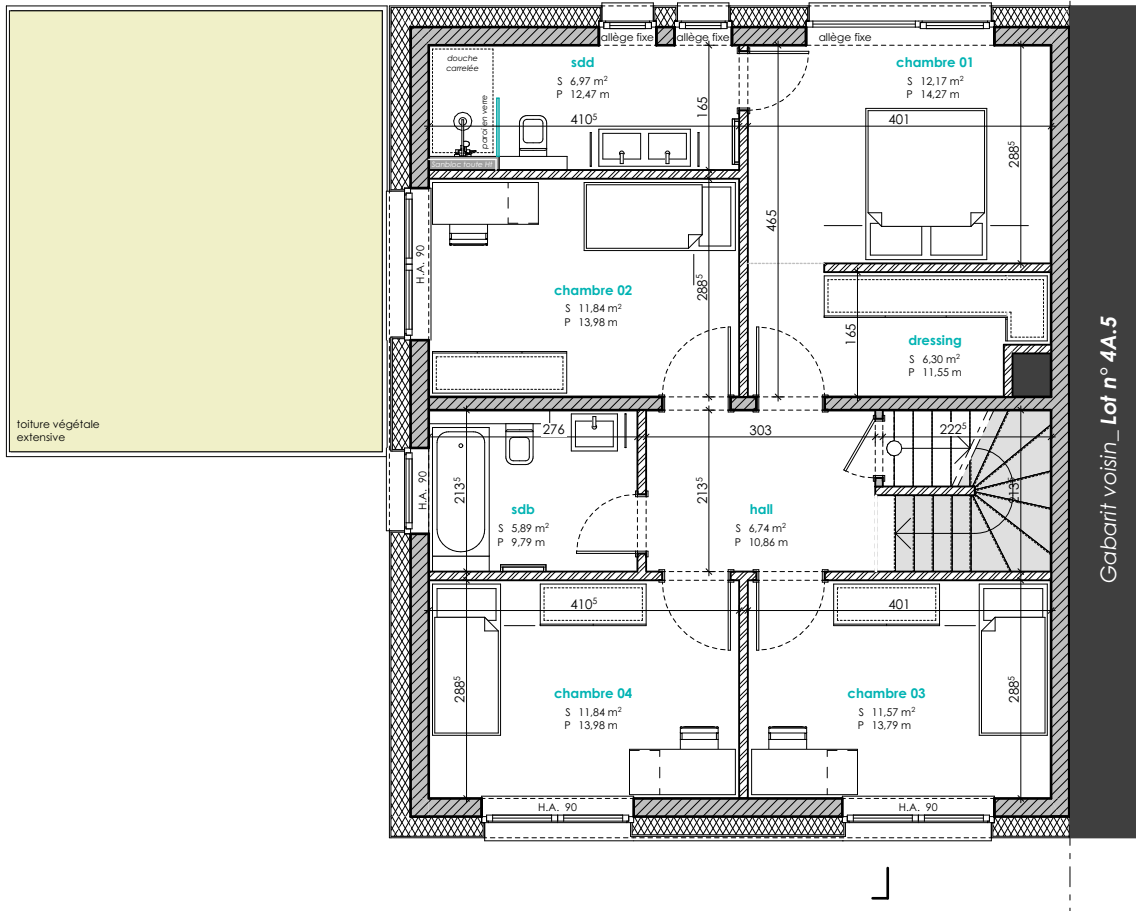 allège fixe
allège fixe
allège fixe
douche
carrelée
sdd
S 6,97 m²
P 12,47 m
chambre 01
S 12,17 m²
P 14,27 m
paroi en verre
410⁵
165
401
288⁵
Sanbloc toute Ht
465
H.A. 90
chambre 02
S 11,84 m²
P 13,98 m
288⁵
165
dressing
S 6,30 m²
P 11,55 m
toiture végétale
extensive
276
303
222⁵
H.A. 90
213⁵
sdb
S 5,89 m²
P 9,79 m
213⁵
hall
S 6,74 m²
P 10,86 m
213⁵
410⁵
401
288⁵
chambre 04
S 11,84 m²
P 13,98 m
chambre 03
S 11,57 m²
P 13,79 m
288⁵
H.A. 90
H.A. 90
Gabarit voisin_ Lot n° 4A.5